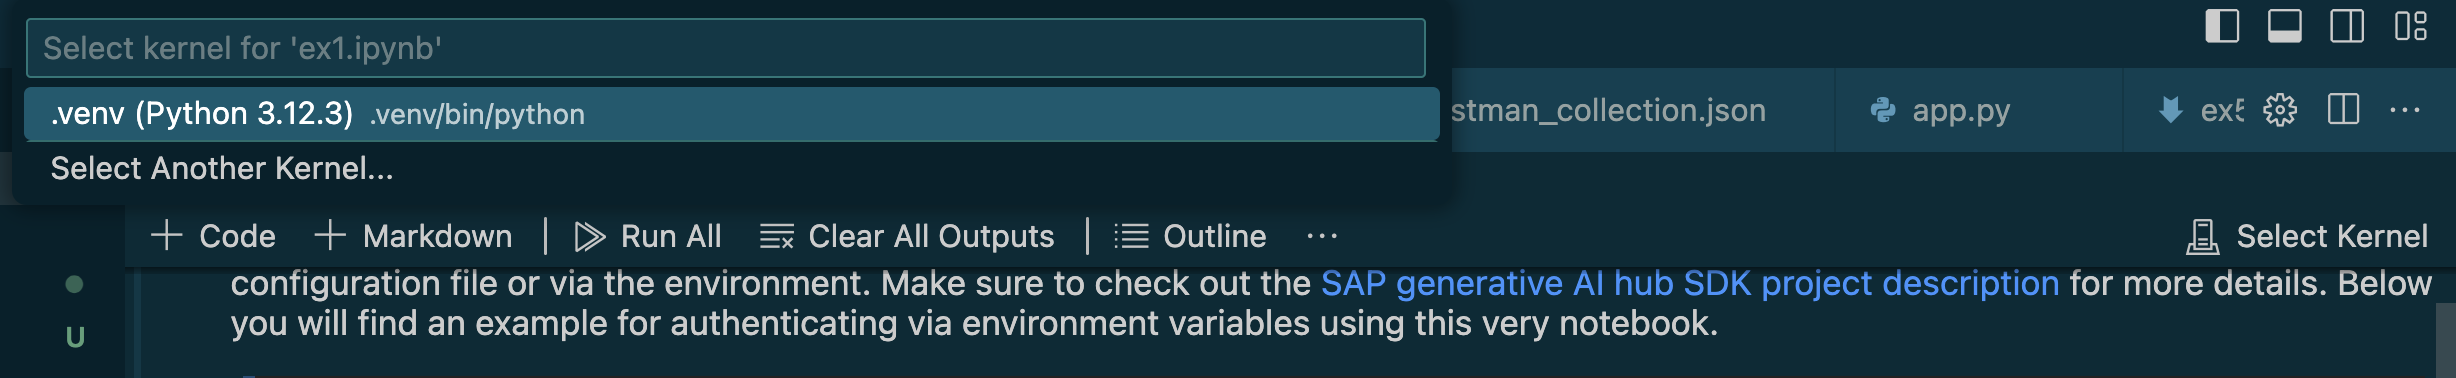 Select kernel for 'ex1.ipynb'
.venv (Python 3.12.3) .venv/bin/python
Select Another Kernel...
stman_collection.json app.py ex5 ...
Code Markdown Run All Clear All Outputs Outline ... Select Kernel
configuration file or via the environment. Make sure to check out the SAP generative AI hub SDK project description for more details. Below
you will find an example for authenticating via environment variables using this very notebook.
U